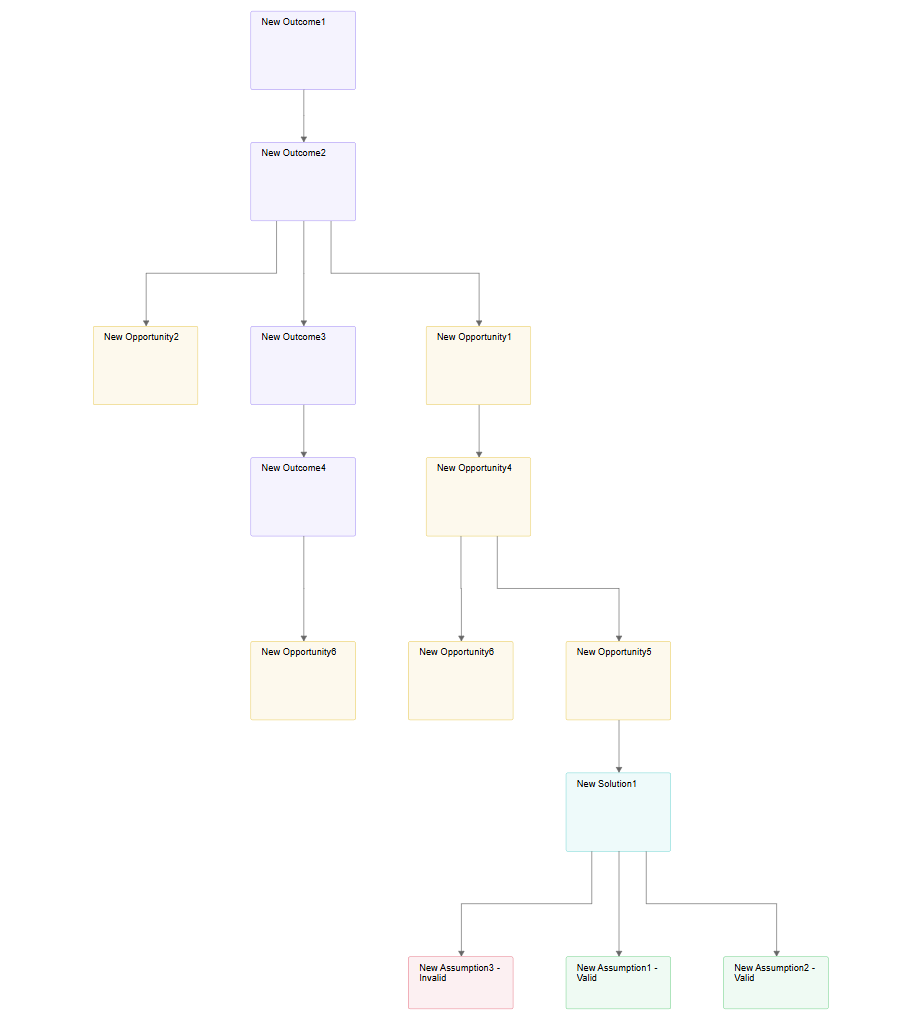 New Outcome1
New Outcome2
New Opportunity2
New Outcome3
New Opportunity1
New Outcome4
New Opportunity4
New Opportunity6
New Opportunity6
New Opportunity5
New Solution1
New Assumption3 -
Invalid
New Assumption1 -
Valid
New Assumption2 -
Valid